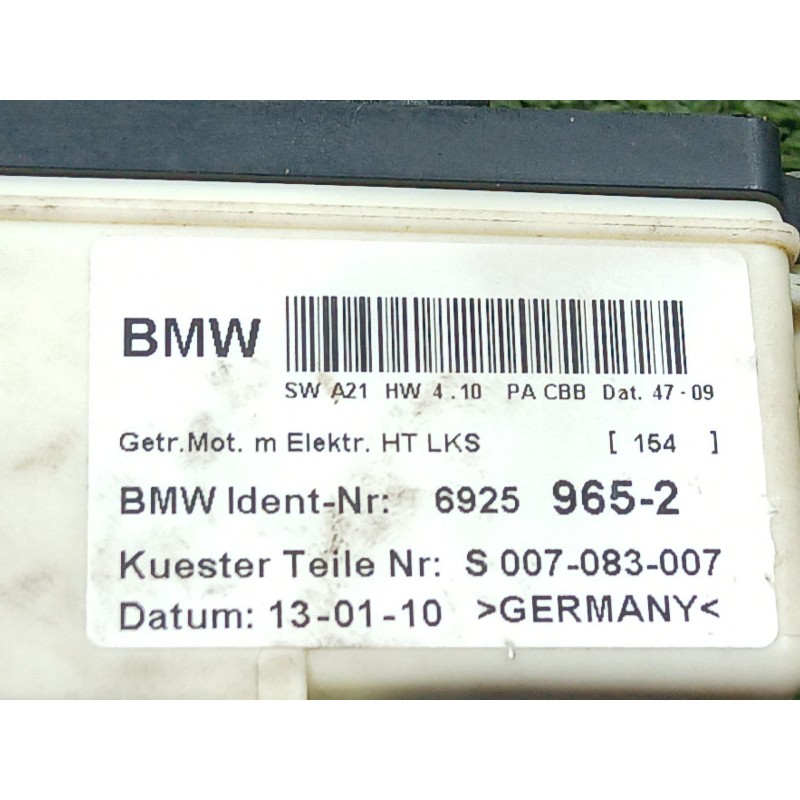 BMW
SW A21 HW 4.10 PA CBB Dat. 47-09
Getr.Mot. m Elektr. HT LKS [ 154 ]
BMW Ident-Nr: 6925 965-2
Kuester Teile Nr: S 007-083-007
Datum: 13-01-10 >GERMANY<